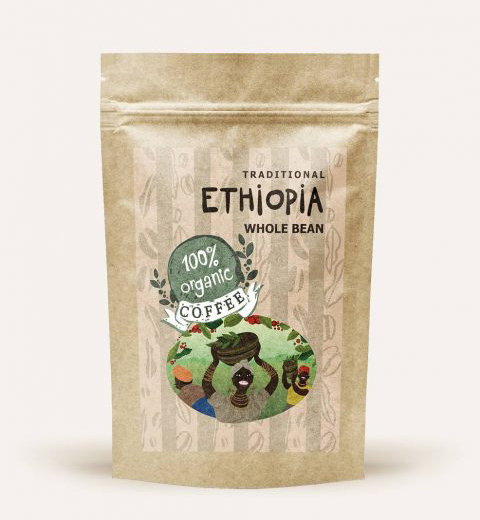 TRADITIONAL
ETHIOPIA
WHOLE BEAN
100%
organic
COFFEE